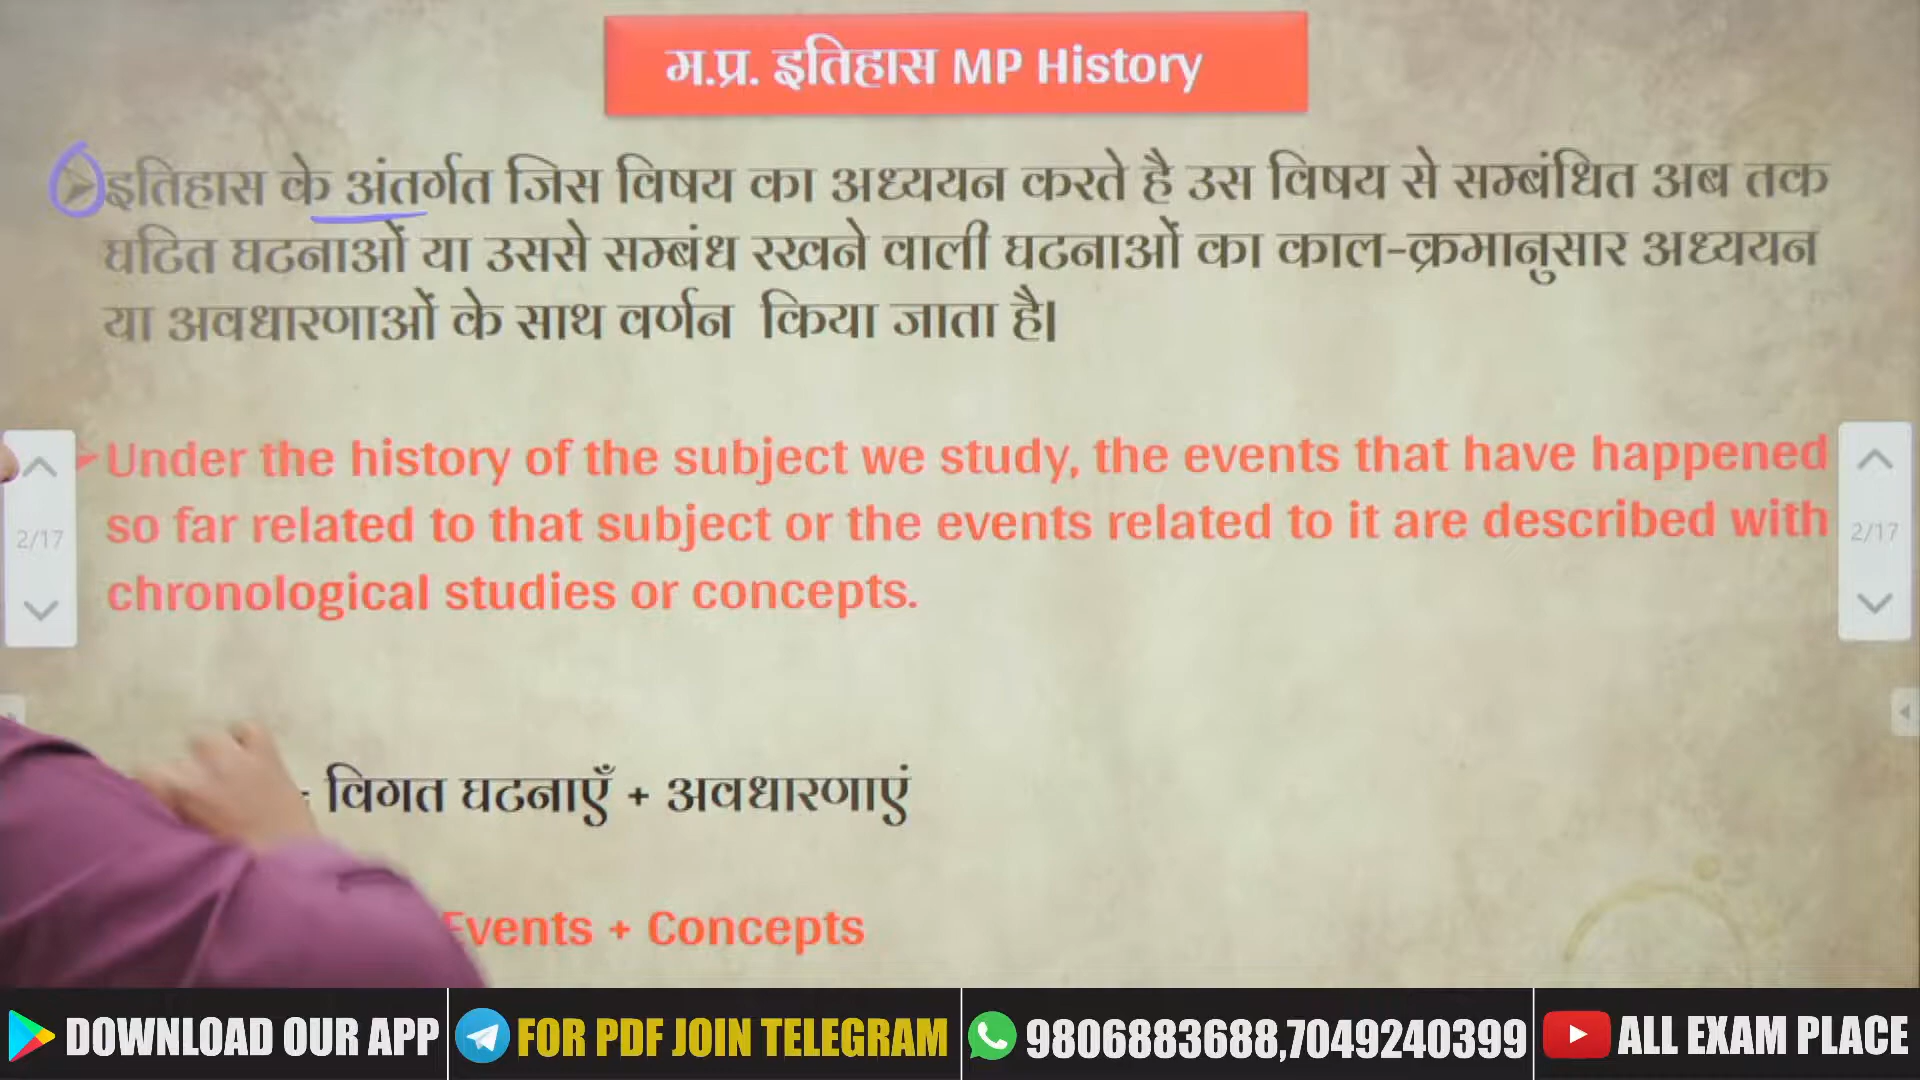 म.प्र. इतिहास MP History
इतिहास के अंतर्गत जिस विषय का अध्ययन करते है उस विषय से सम्बंधित अब तक
घटित घटनाओं या उससे सम्बंध रखने वाली घटनाओं का काल-क्रमानुसार अध्ययन
या अवधारणाओं के साथ वर्णन किया जाता है।
Under the history of the subject we study, the events that have happened
so far related to that subject or the events related to it are described with
chronological studies or concepts.
2/17
2/17
विगत घटनाएँ + अवधारणाएं
Events + Concepts
DOWNLOAD OUR APP
FOR PDF JOIN TELEGRAM
9806883688,7049240399
ALL EXAM PLACE